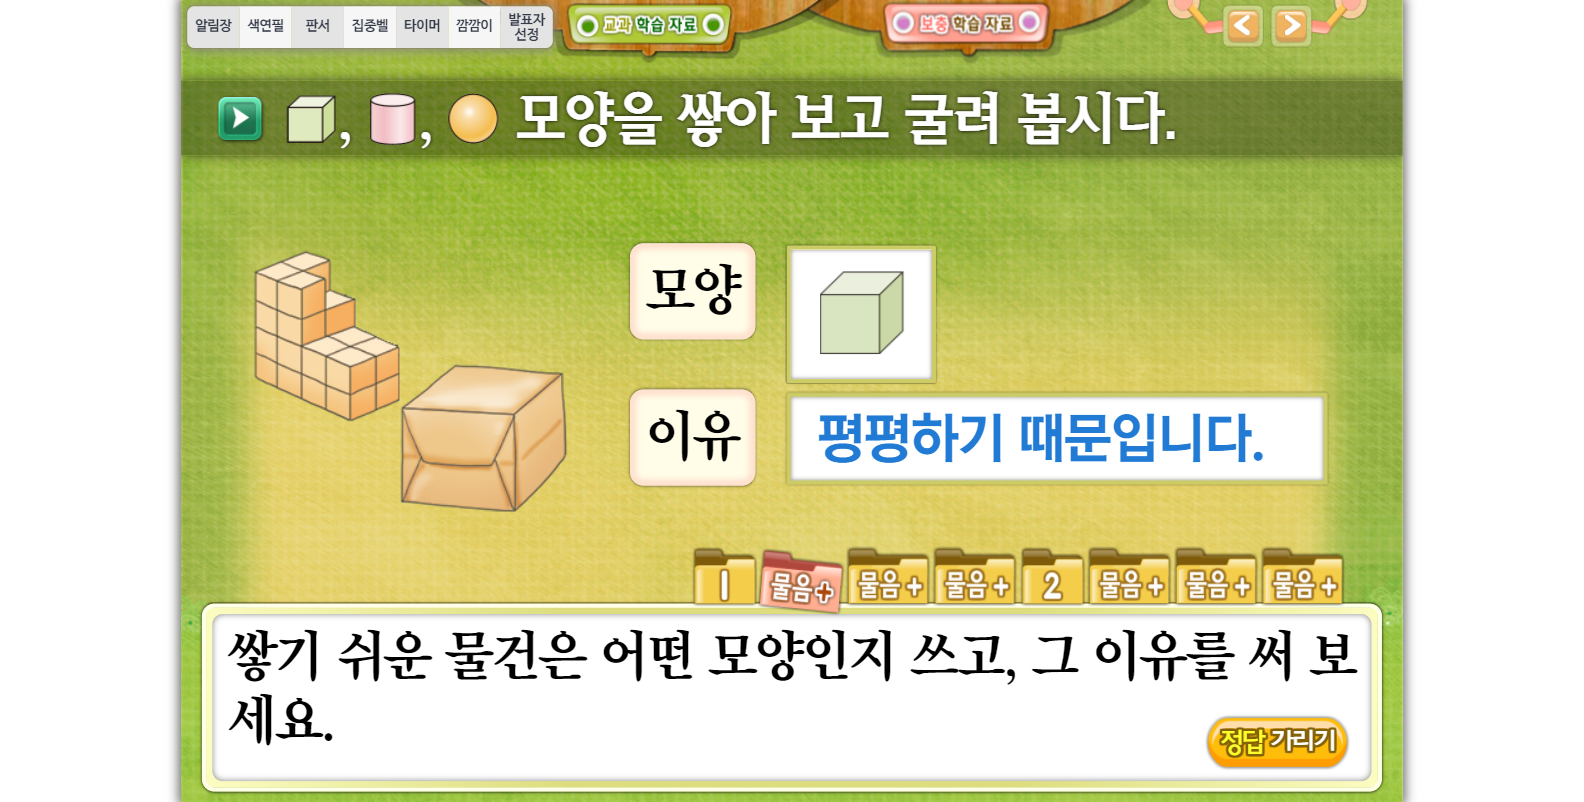 알림장 색연필 판서 집중벨 타이머 깜깜이 발표자
선정
교과 학습 자료
보충 학습 자료
, , 모양을 쌓아 보고 굴려 봅시다.
모양
이유
평평하기 때문입니다.
1 물음+ 물음+ 물음+ 2 물음+ 물음+ 물음+
쌓기 쉬운 물건은 어떤 모양인지 쓰고, 그 이유를 써 보
세요.
정답 가리기